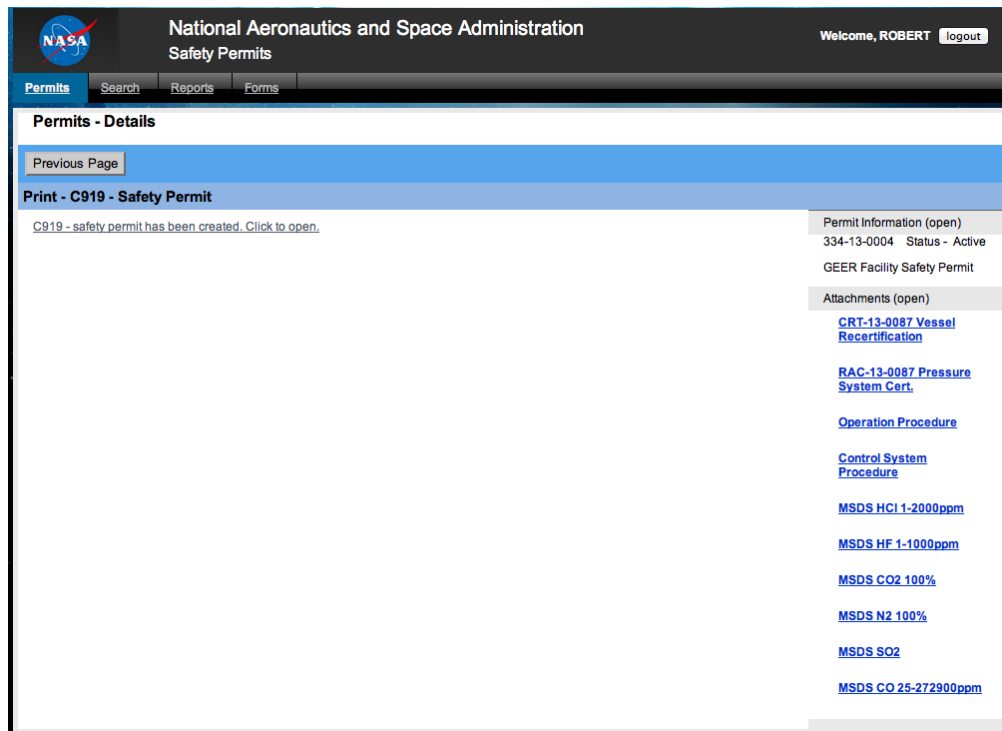 NASA
National Aeronautics and Space Administration
Safety Permits
Welcome, ROBERT logout
Permits Search Reports Forms
Permits - Details
Previous Page
Print - C919 - Safety Permit
C919 - safety permit has been created. Click to open.
Permit Information (open)
334-13-0004 Status - Active
GEER Facility Safety Permit
Attachments (open)
CRT-13-0087 Vessel
Recertification
RAC-13-0087 Pressure
System Cert.
Operation Procedure
Control System
Procedure
MSDS HCl 1-2000ppm
MSDS HF 1-1000ppm
MSDS CO2 100%
MSDS N2 100%
MSDS SO2
MSDS CO 25-272900ppm